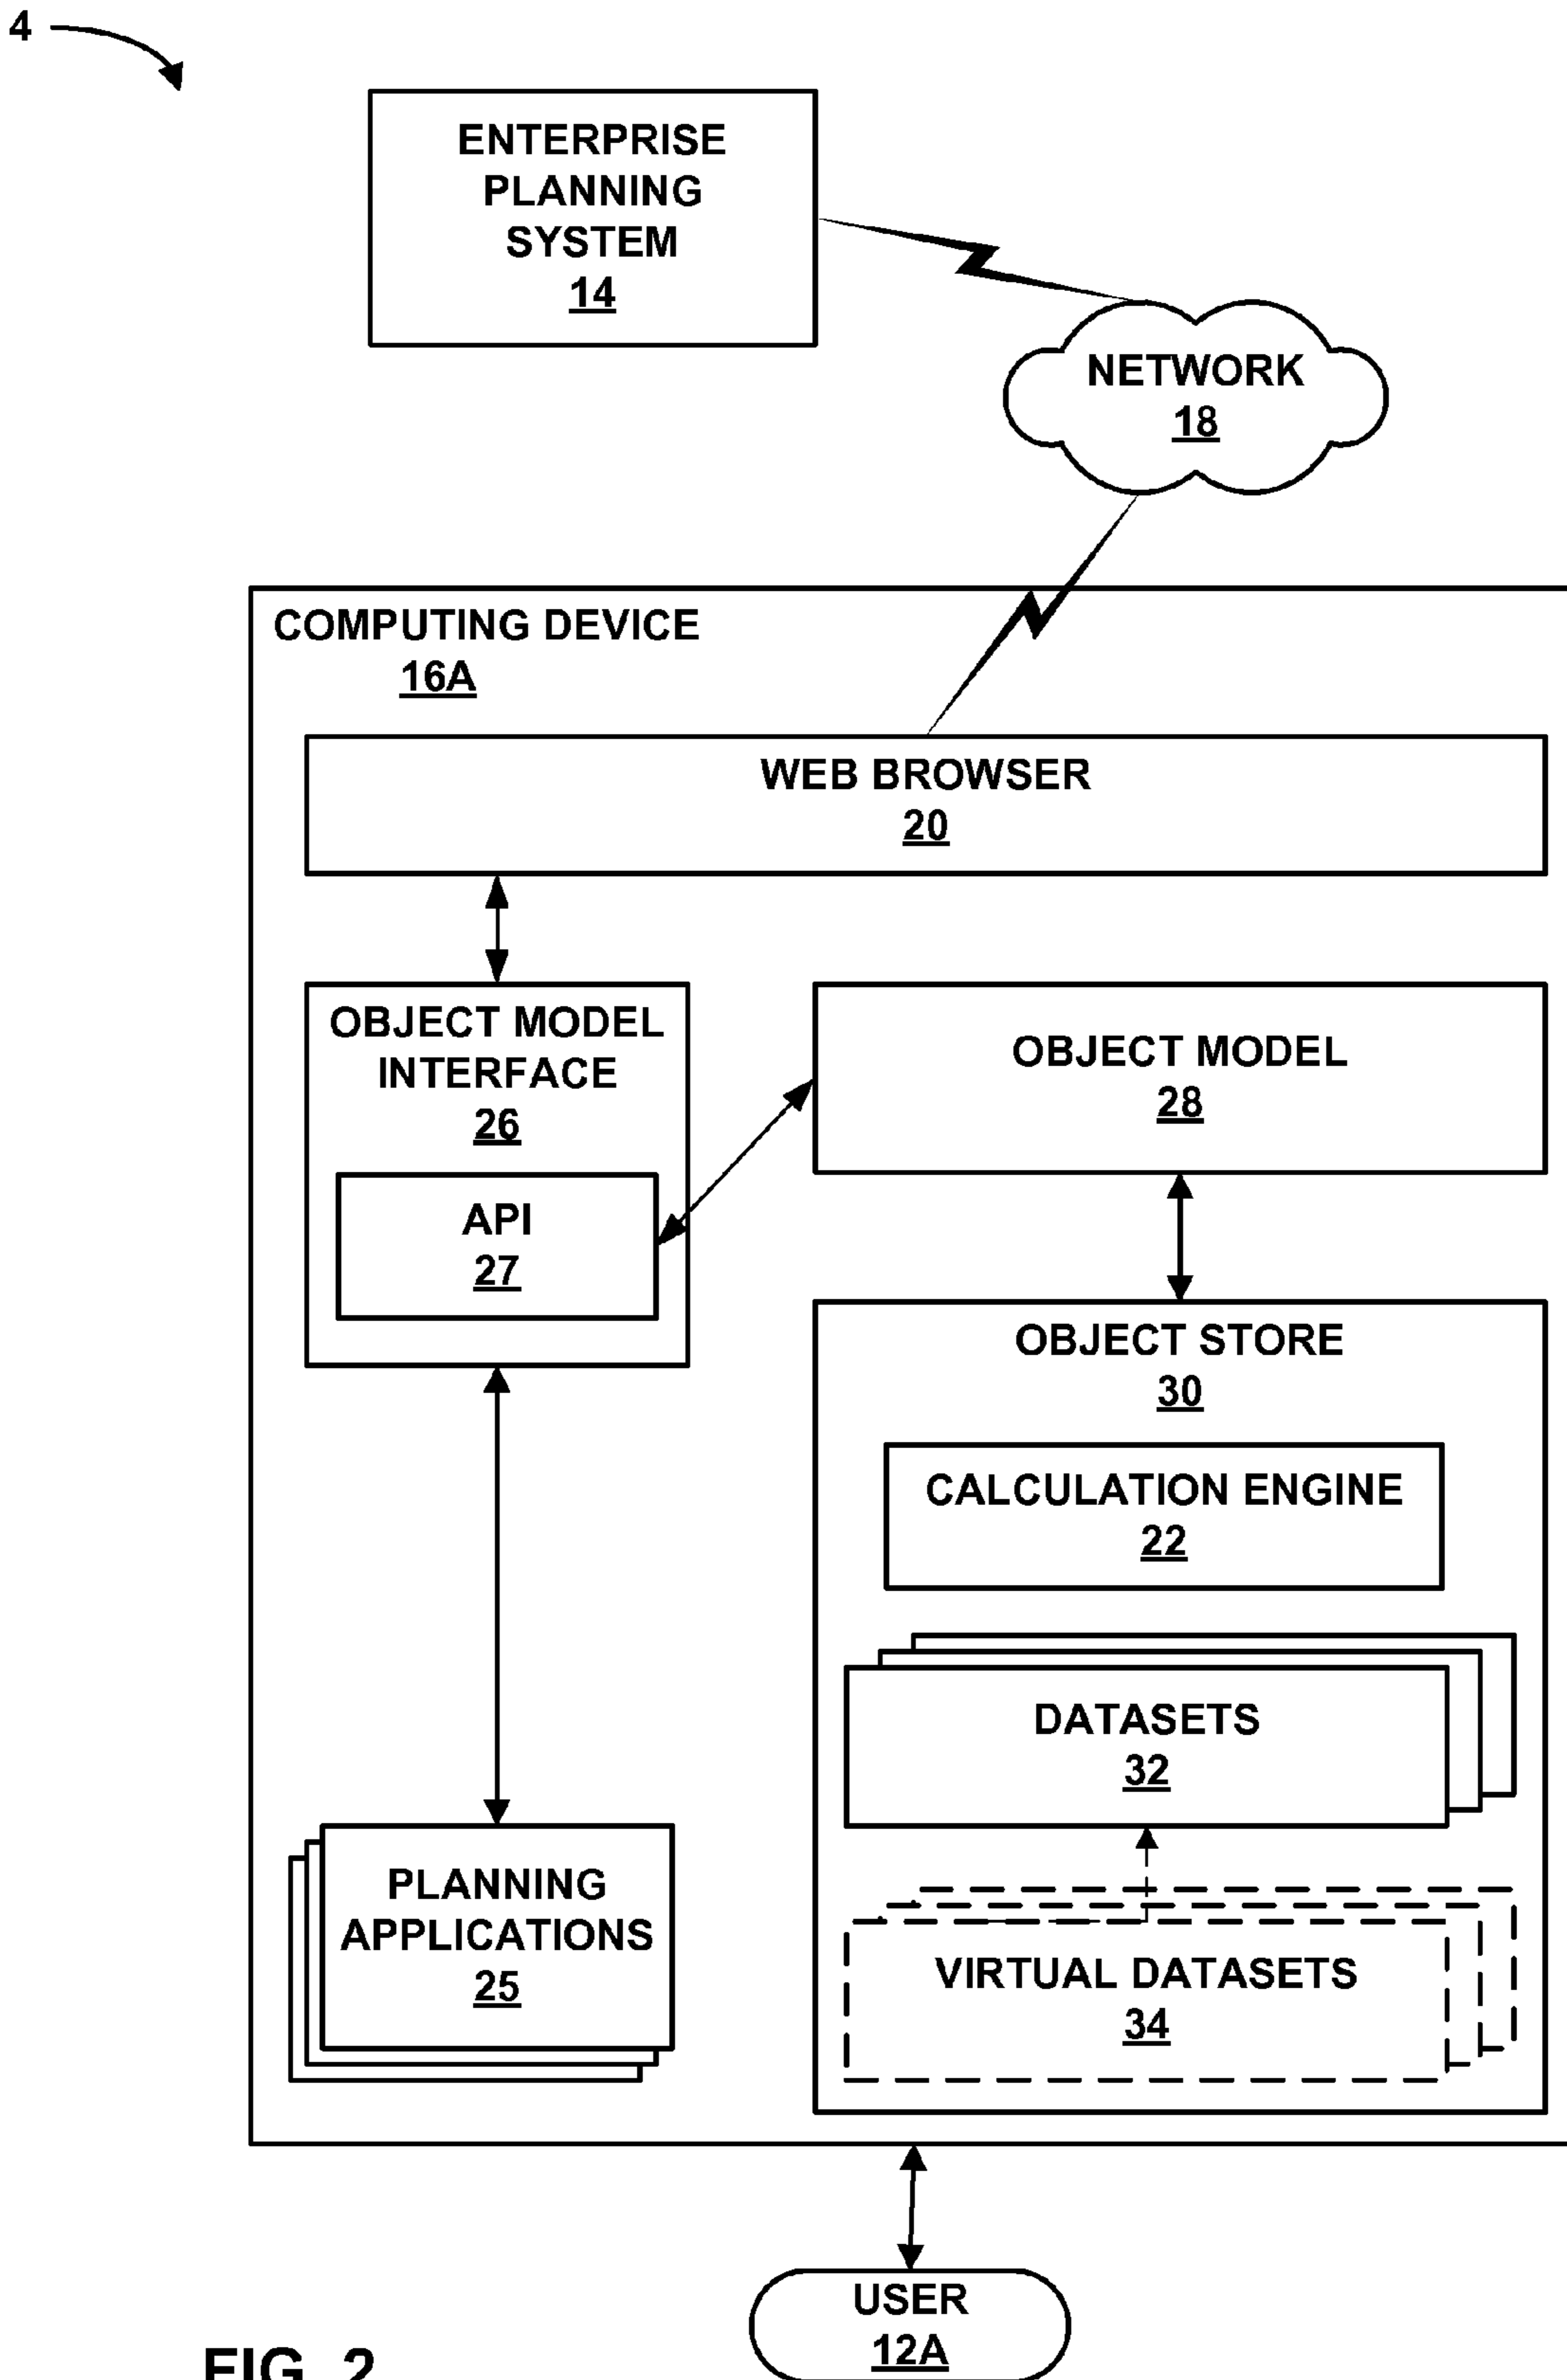 4
ENTERPRISE
PLANNING
SYSTEM
14
NETWORK
18
COMPUTING DEVICE
16A
WEB BROWSER
20
OBJECT MODEL
INTERFACE
26
API
27
OBJECT MODEL
28
OBJECT STORE
30
CALCULATION ENGINE
22
DATASETS
32
VIRTUAL DATASETS
34
PLANNING
APPLICATIONS
25
USER
12A
FIG. 2